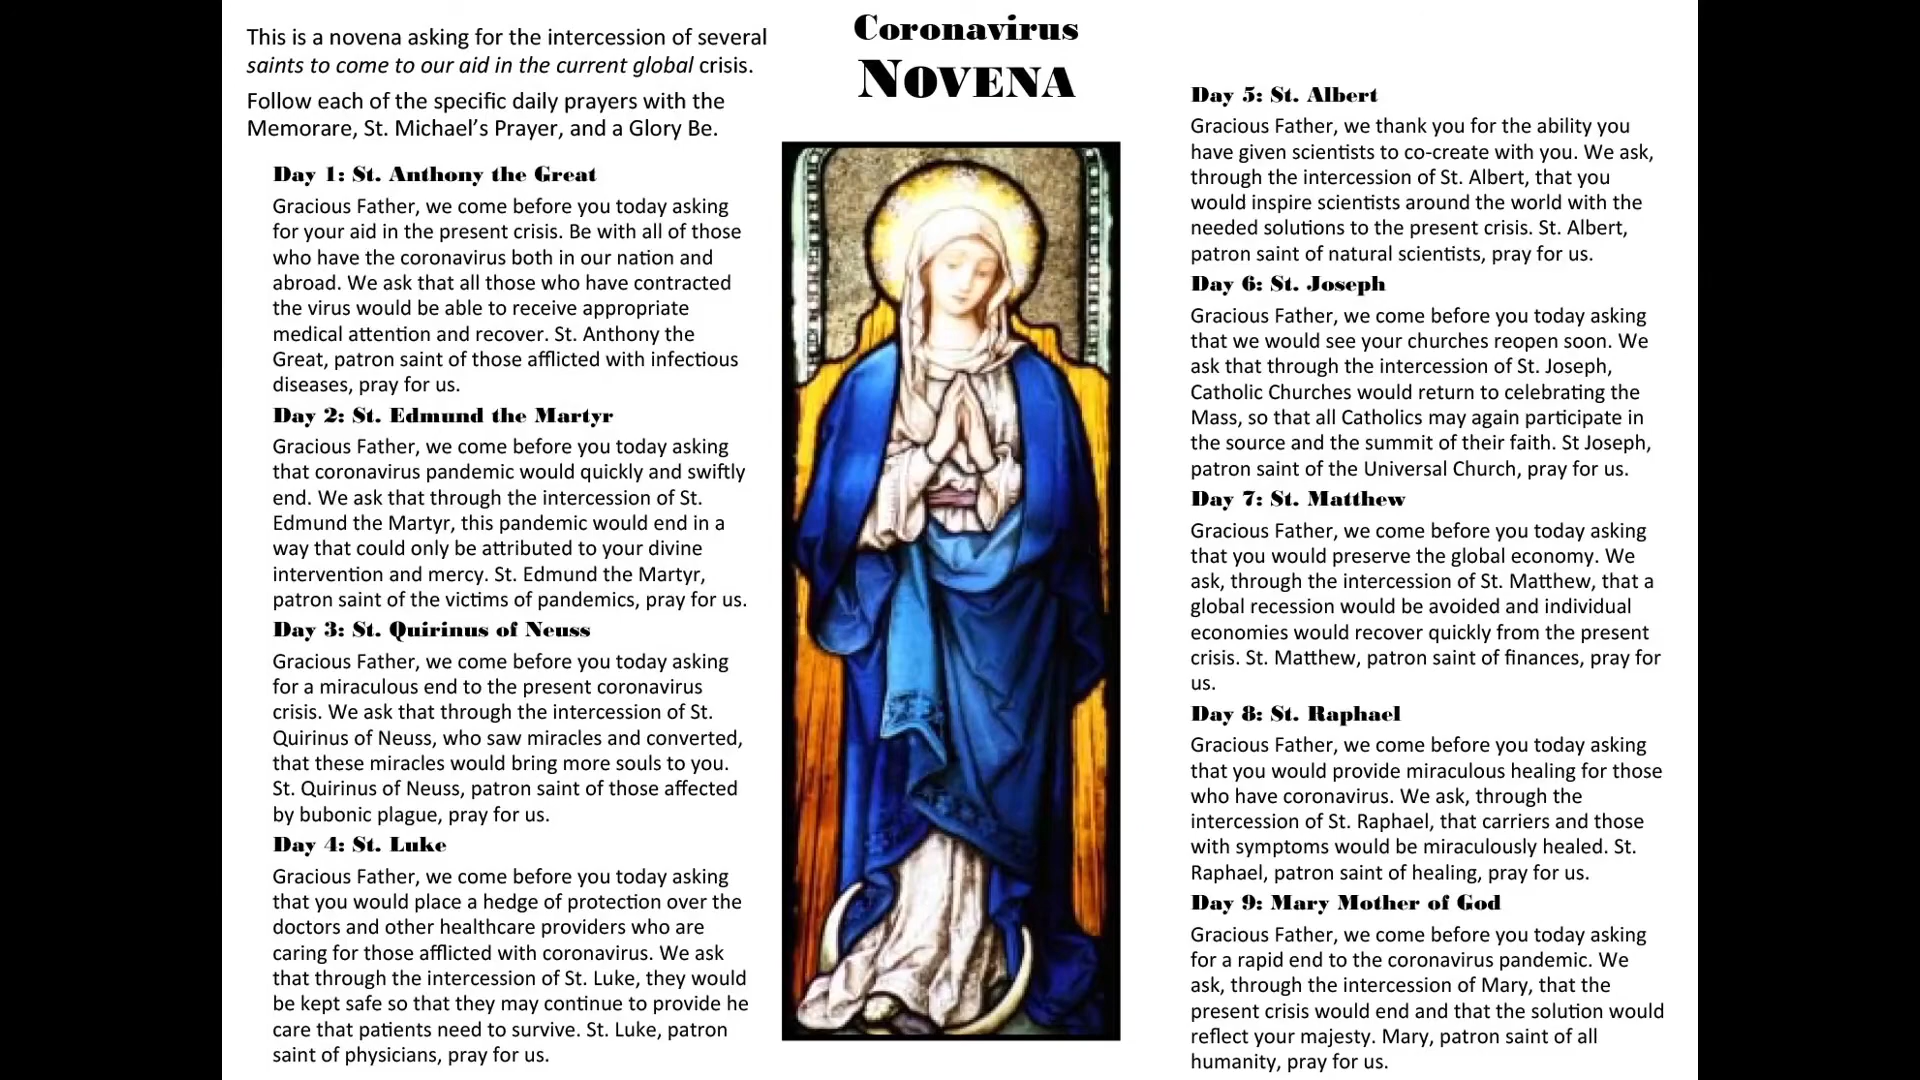 This is a novena asking for the intercession of several
saints to come to our aid in the current global crisis.
Follow each of the specific daily prayers with the
Memorare, St. Michael's Prayer, and a Glory Be.
Day 1: St. Anthony the Great
Gracious Father, we come before you today asking
for your aid in the present crisis. Be with all of those
who have the coronavirus both in our nation and
abroad. We ask that all those who have contracted
the virus would be able to receive appropriate
medical attention and recover. St. Anthony the
Great, patron saint of those afflicted with infectious
diseases, pray for us.
Day 2: St. Edmund the Martyr
Gracious Father, we come before you today asking
that coronavirus pandemic would quickly and swiftly
end. We ask that through the intercession of St.
Edmund the Martyr, this pandemic would end in a
way that could only be attributed to your divine
intervention and mercy. St. Edmund the Martyr,
patron saint of the victims of pandemics, pray for us.
Day 3: St. Quirinus of Neuss
Gracious Father, we come before you today asking
for a miraculous end to the present coronavirus
crisis. We ask that through the intercession of St.
Quirinus of Neuss, who saw miracles and converted,
that these miracles would bring more souls to you.
St. Quirinus of Neuss, patron saint of those affected
by bubonic plague, pray for us.
Day 4: St. Luke
Gracious Father, we come before you today asking
that you would place a hedge of protection over the
doctors and other healthcare providers who are
caring for those afflicted with coronavirus. We ask
that through the intercession of St. Luke, they would
be kept safe so that they may continue to provide he
care that patients need to survive. St. Luke, patron
saint of physicians, pray for us.
Coronavirus
NOVENA
Day 5: St. Albert
Gracious Father, we thank you for the ability you
have given scientists to co-create with you. We ask,
through the intercession of St. Albert, that you
would inspire scientists around the world with the
needed solutions to the present crisis. St. Albert,
patron saint of natural scientists, pray for us.
Day 6: St. Joseph
Gracious Father, we come before you today asking
that we would see your churches reopen soon. We
ask that through the intercession of St. Joseph,
Catholic Churches would return to celebrating the
Mass, so that all Catholics may again participate in
the source and the summit of their faith. St Joseph,
patron saint of the Universal Church, pray for us.
Day 7: St. Matthew
Gracious Father, we come before you today asking
that you would preserve the global economy. We
ask, through the intercession of St. Matthew, that a
global recession would be avoided and individual
economies would recover quickly from the present
crisis. St. Matthew, patron saint of finances, pray for
us.
Day 8: St. Raphael
Gracious Father, we come before you today asking
that you would provide miraculous healing for those
who have coronavirus. We ask, through the
intercession of St. Raphael, that carriers and those
with symptoms would be miraculously healed. St.
Raphael, patron saint of healing, pray for us.
Day 9: Mary Mother of God
Gracious Father, we come before you today asking
for a rapid end to the coronavirus pandemic. We
ask, through the intercession of Mary, that the
present crisis would end and that the solution would
reflect your majesty. Mary, patron saint of all
humanity, pray for us.